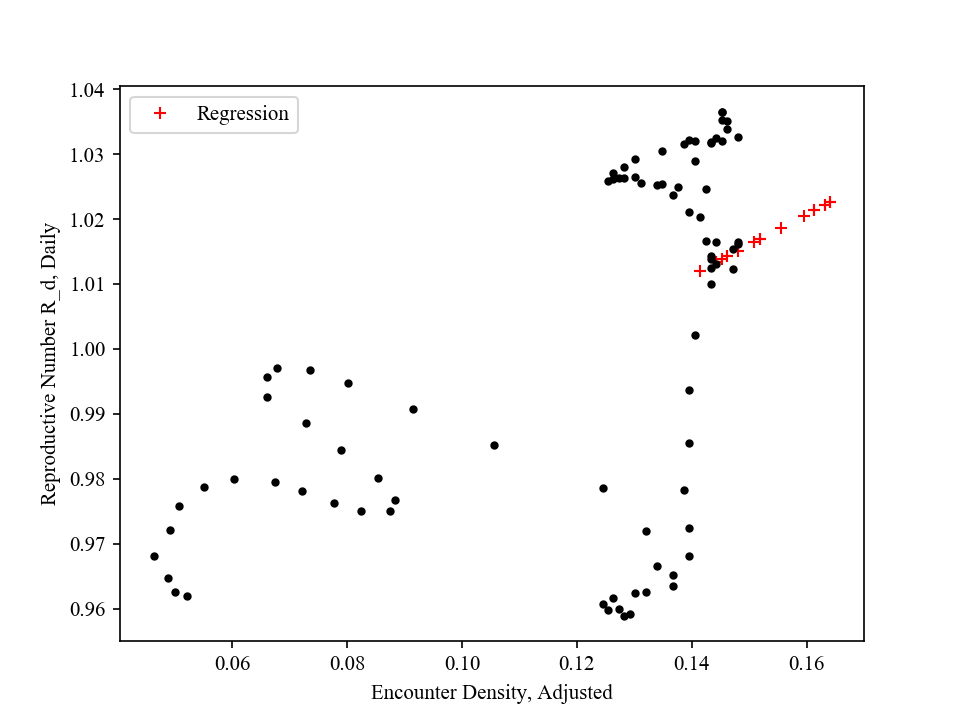 Regression
Reproductive Number R_d, Daily
1.04
1.03
1.02
1.01
1.00
0.99
0.98
0.97
0.96
0.06 0.08 0.10 0.12 0.14 0.16
Encounter Density, Adjusted